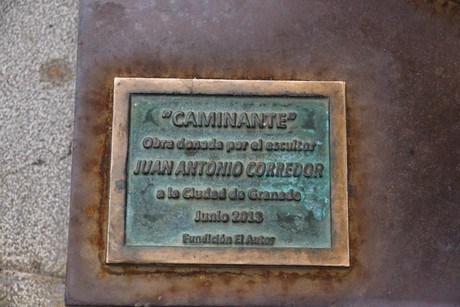 "CAMINANTE"
Obra donada por el escultor
JUAN ANTONIO CORREDOR
a la Ciudad de Granada
Junio 2013
Fundición El Autor